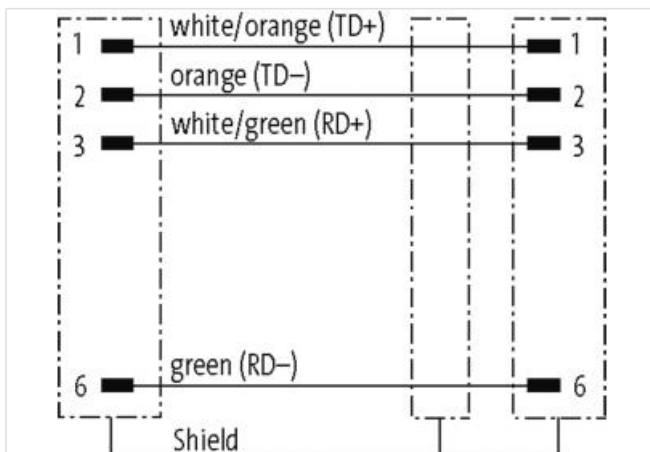 1 white/orange (TD+) 1
2 orange (TD–) 2
3 white/green (RD+) 3
6 green (RD–) 6
Shield